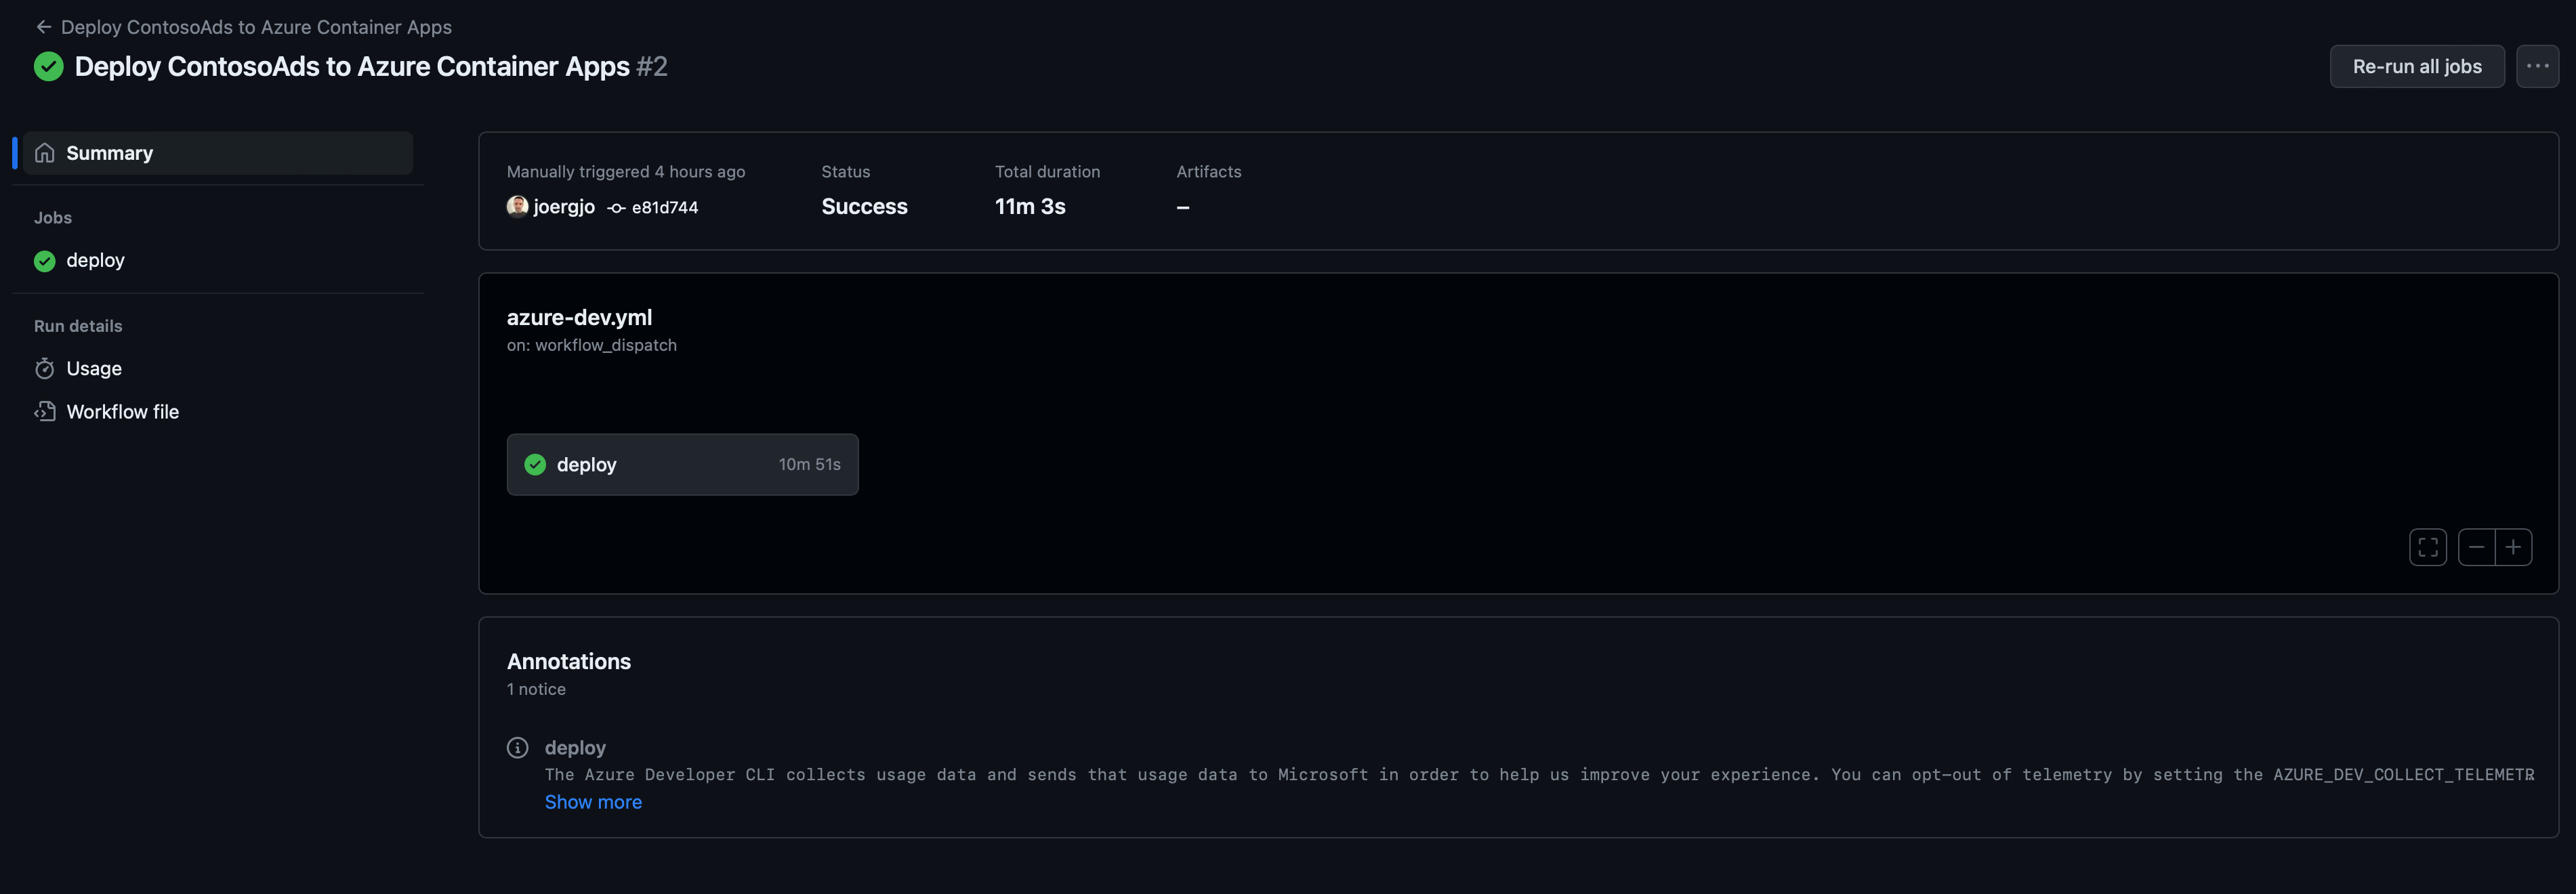 Deploy ContosoAds to Azure Container Apps
Deploy ContosoAds to Azure Container Apps #2
Re-run all jobs
Summary
Jobs
deploy
Run details
Usage
Workflow file
Manually triggered 4 hours ago
joergjo e81d744
Status
Success
Total duration
11m 3s
Artifacts
–
azure-dev.yml
on: workflow_dispatch
deploy 10m 51s
Annotations
1 notice
deploy
The Azure Developer CLI collects usage data and sends that usage data to Microsoft in order to help us improve your experience. You can opt-out of telemetry by setting the AZURE_DEV_COLLECT_TELEMETR
Show more